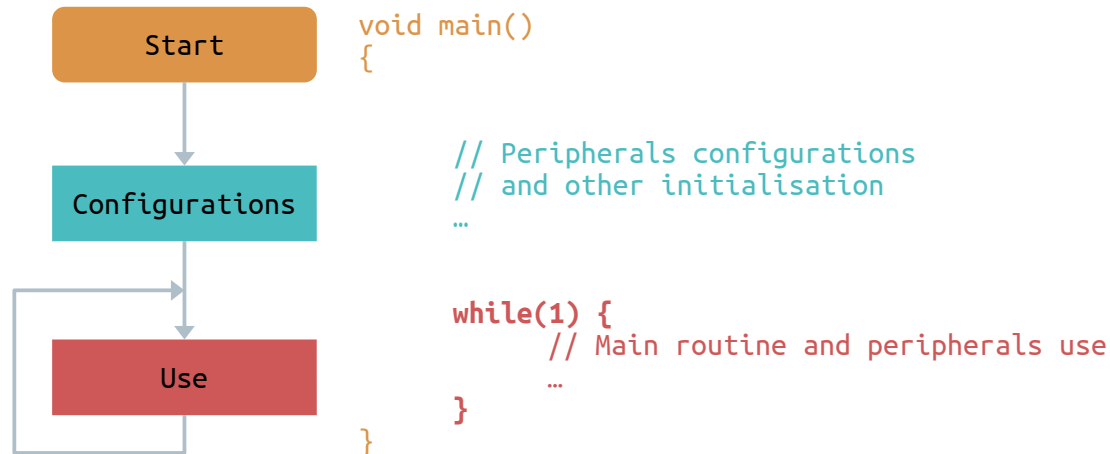 Start
Configurations
Use
void main()
{
// Peripherals configurations
// and other initialisation
…
while(1) {
// Main routine and peripherals use
…
}
}